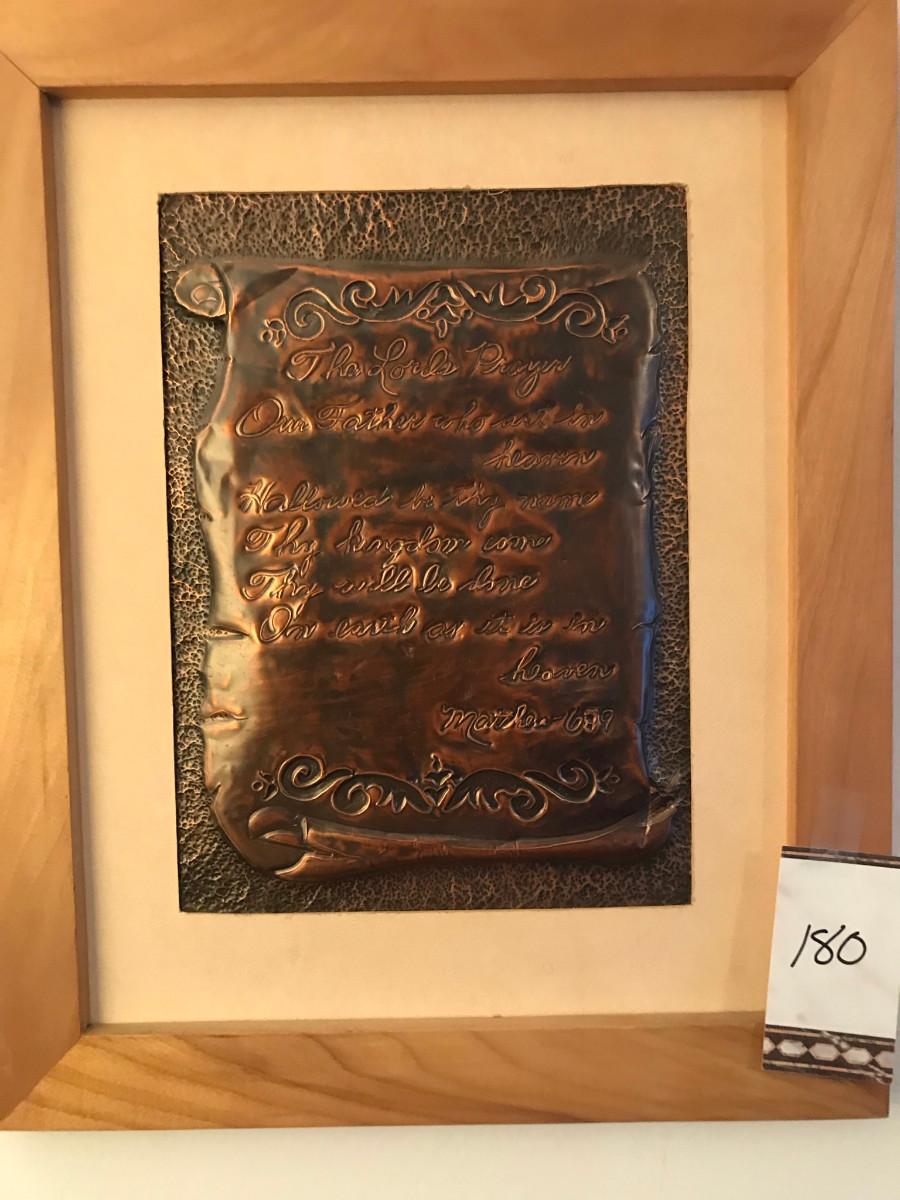 The Lords Prayer
Our Father who art in
heaven
Hallowed be thy name
Thy kingdom come
Thy will be done
On earth as it is in
heaven
Matthew 6:9
180